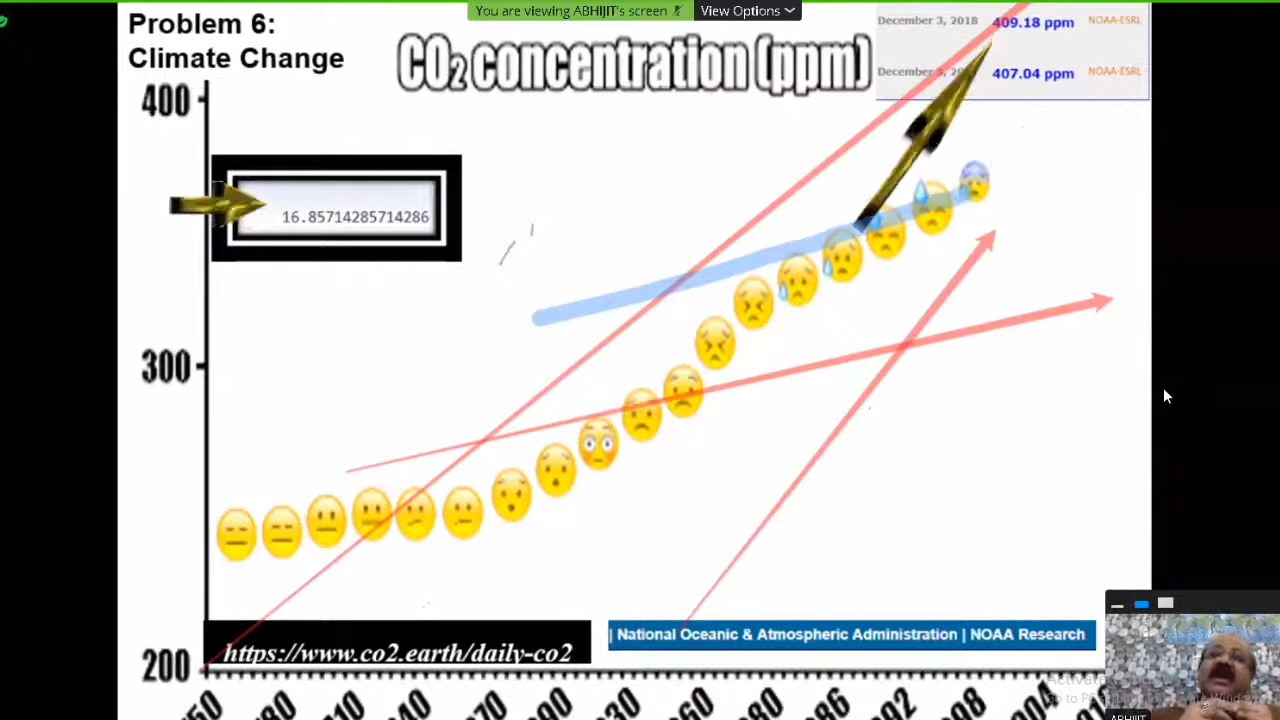 You are viewing ABHIJIT's screen
View Options
Problem 6:
Climate Change
CO2 concentration (ppm)
December 3, 2018 409.18 ppm NOAA-ESRL
December 407.04 ppm NOAA-ESRL
400
16.85714285714286
300
https://www.co2.earth/daily-co2
| National Oceanic & Atmospheric Administration | NOAA Research
200
ABHIJIT